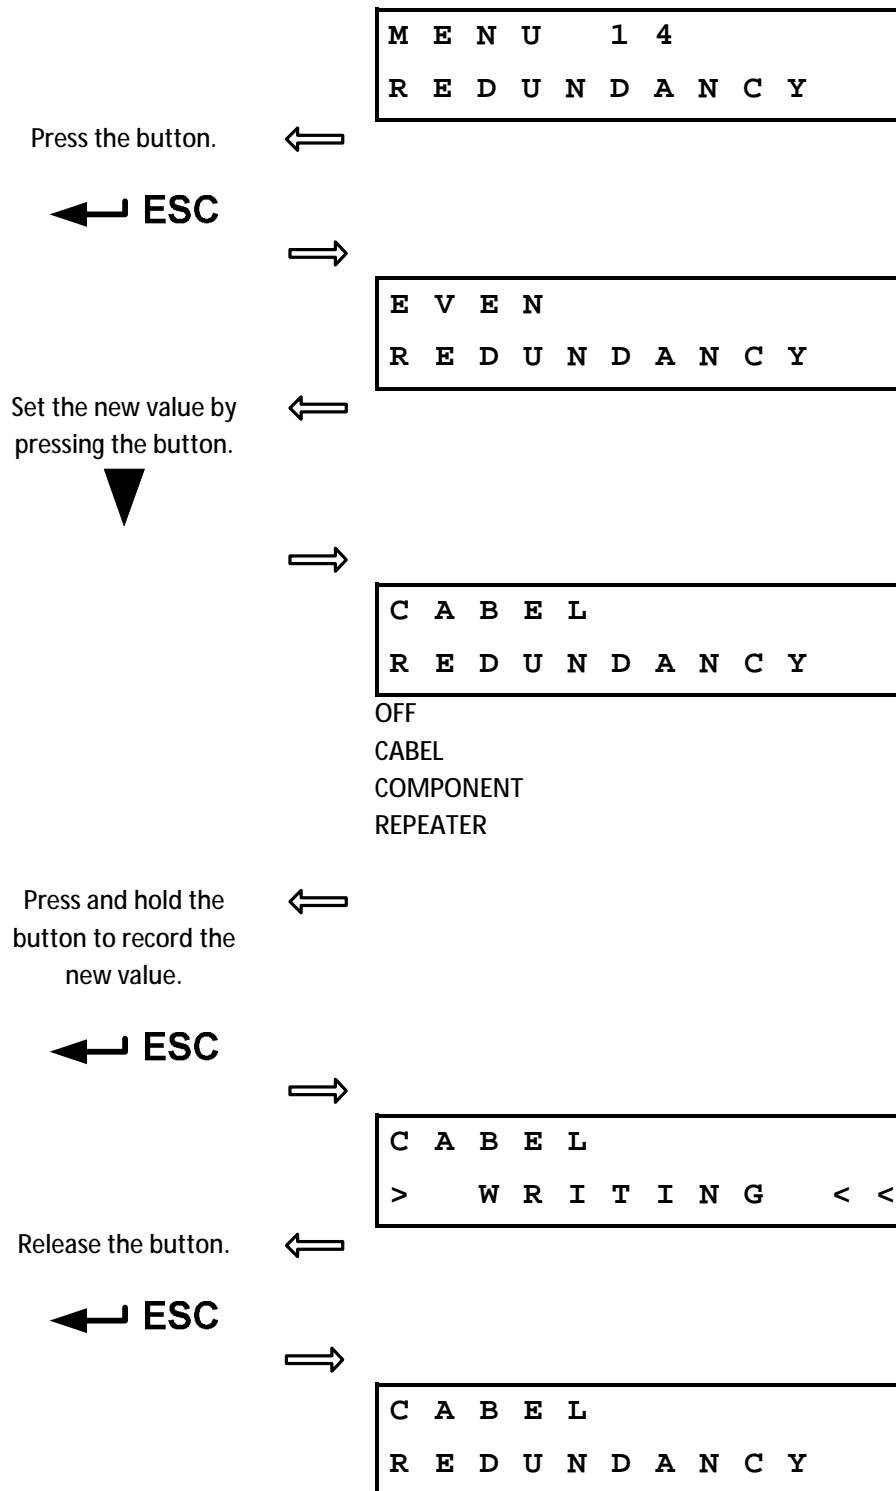 MENU 14
REDUNDANCY
Press the button.
ESC
EVEN
REDUNDANCY
Set the new value by
pressing the button.
CABEL
REDUNDANCY
OFF
CABEL
COMPONENT
REPEATER
Press and hold the
button to record the
new value.
ESC
CABEL
> WRITING <<
Release the button.
ESC
CABEL
REDUNDANCY